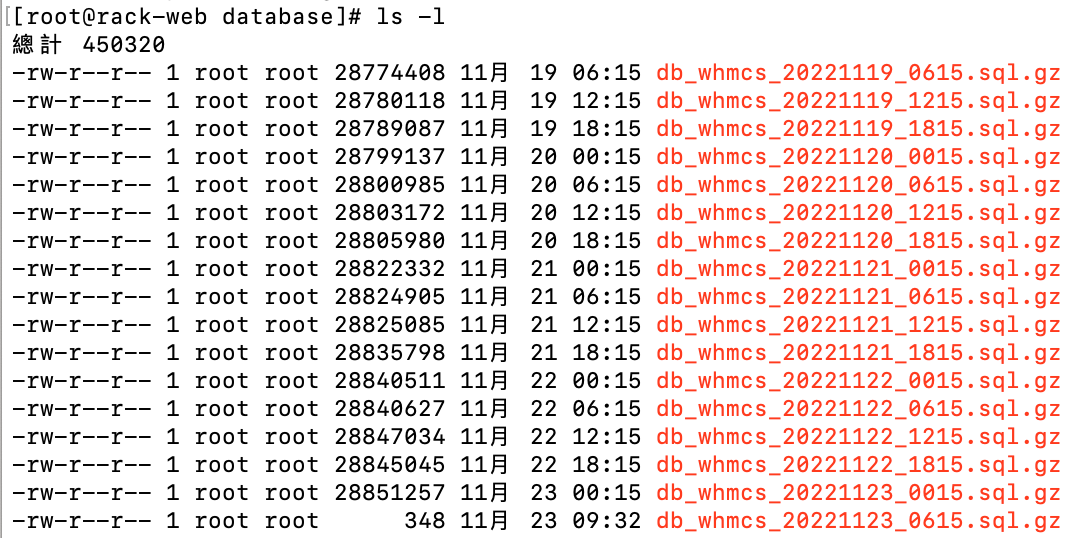 [root@rack-web database]# ls -l
總計 450320
-rw-r--r-- 1 root root 28774408 11月 19 06:15 db_whmcs_20221119_0615.sql.gz
-rw-r--r-- 1 root root 28780118 11月 19 12:15 db_whmcs_20221119_1215.sql.gz
-rw-r--r-- 1 root root 28789087 11月 19 18:15 db_whmcs_20221119_1815.sql.gz
-rw-r--r-- 1 root root 28799137 11月 20 00:15 db_whmcs_20221120_0015.sql.gz
-rw-r--r-- 1 root root 28800985 11月 20 06:15 db_whmcs_20221120_0615.sql.gz
-rw-r--r-- 1 root root 28803172 11月 20 12:15 db_whmcs_20221120_1215.sql.gz
-rw-r--r-- 1 root root 28805980 11月 20 18:15 db_whmcs_20221120_1815.sql.gz
-rw-r--r-- 1 root root 28822332 11月 21 00:15 db_whmcs_20221121_0015.sql.gz
-rw-r--r-- 1 root root 28824905 11月 21 06:15 db_whmcs_20221121_0615.sql.gz
-rw-r--r-- 1 root root 28825085 11月 21 12:15 db_whmcs_20221121_1215.sql.gz
-rw-r--r-- 1 root root 28835798 11月 21 18:15 db_whmcs_20221121_1815.sql.gz
-rw-r--r-- 1 root root 28840511 11月 22 00:15 db_whmcs_20221122_0015.sql.gz
-rw-r--r-- 1 root root 28840627 11月 22 06:15 db_whmcs_20221122_0615.sql.gz
-rw-r--r-- 1 root root 28847034 11月 22 12:15 db_whmcs_20221122_1215.sql.gz
-rw-r--r-- 1 root root 28845045 11月 22 18:15 db_whmcs_20221122_1815.sql.gz
-rw-r--r-- 1 root root 28851257 11月 23 00:15 db_whmcs_20221123_0015.sql.gz
-rw-r--r-- 1 root root      348 11月 23 09:32 db_whmcs_20221123_0615.sql.gz